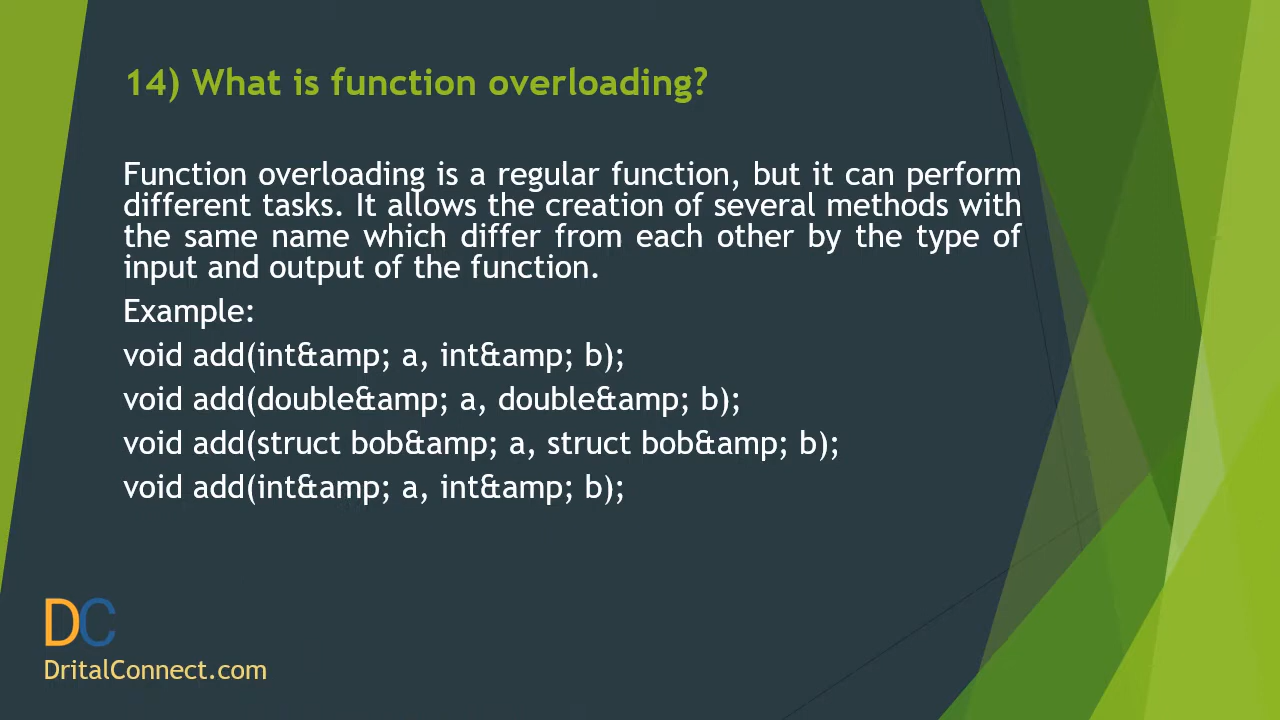 14) What is function overloading?
Function overloading is a regular function, but it can perform
different tasks. It allows the creation of several methods with
the same name which differ from each other by the type of
input and output of the function.
Example:
void add(int&amp; a, int&amp; b);
void add(double&amp; a, double&amp; b);
void add(struct bob&amp; a, struct bob&amp; b);
void add(int&amp; a, int&amp; b);
DC
DritalConnect.com